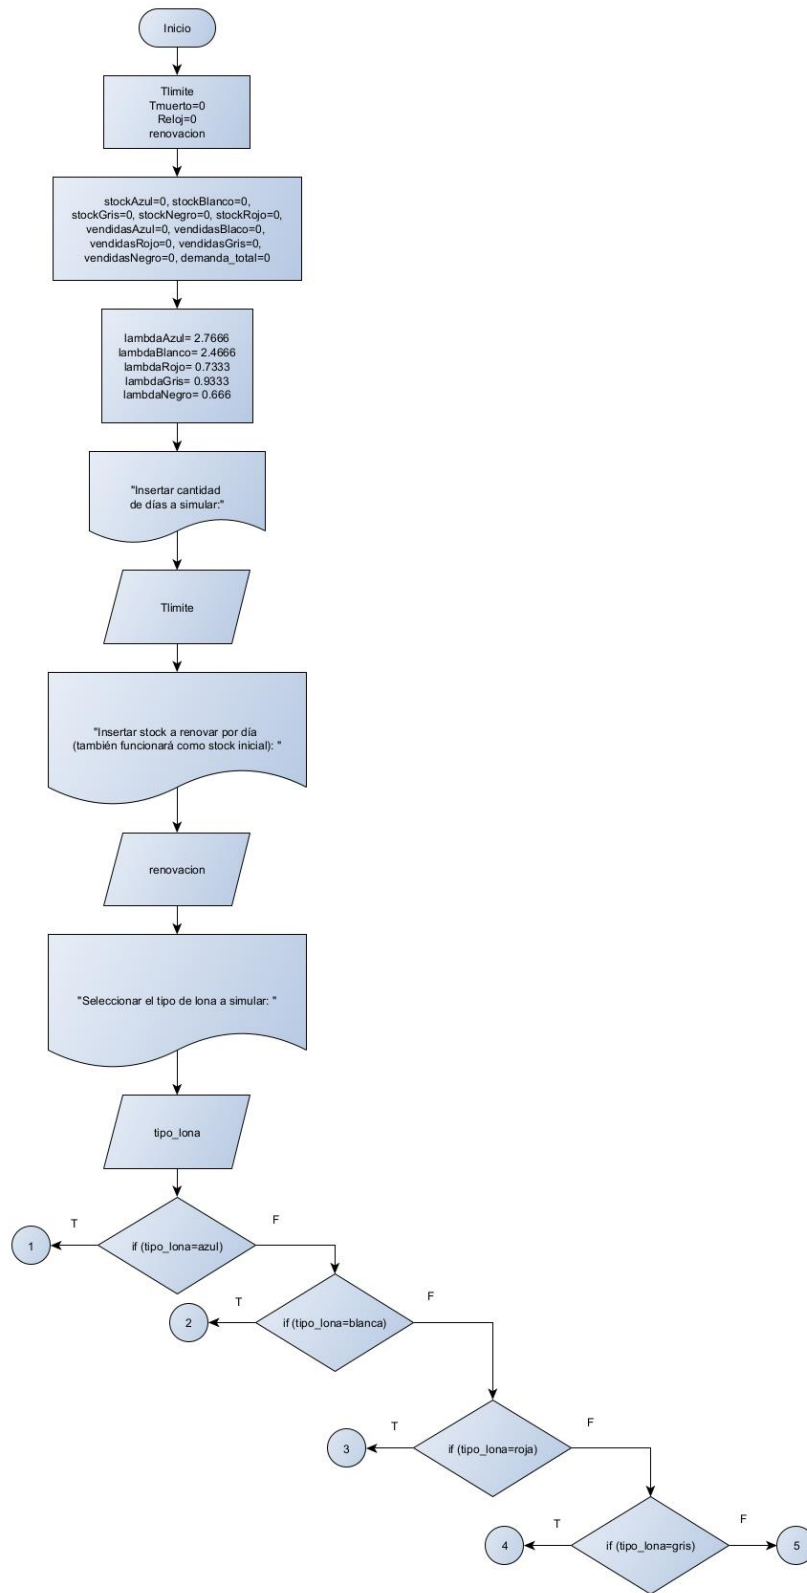 Inicio
Tlimite
Tmuerto=0
Reloj=0
renovacion
stockAzul=0, stockBlanco=0,
stockGris=0, stockNegro=0, stockRojo=0,
vendidasAzul=0, vendidasBlaco=0,
vendidasRojo=0, vendidasGris=0,
vendidasNegro=0, demanda_total=0
lambdaAzul= 2.7666
lambdaBlanco= 2.4666
lambdaRojo= 0.7333
lambdaGris= 0.9333
lambdaNegro= 0.666
"Insertar cantidad
de días a simular:"
Tlimite
"Insertar stock a renovar por día
(también funcionará como stock inicial): "
renovacion
"Seleccionar el tipo de lona a simular: "
tipo_lona
T
F
1
if (tipo_lona=azul)
T
F
2
if (tipo_lona=blanca)
T
F
3
if (tipo_lona=roja)
T
F
4
if (tipo_lona=gris)
5